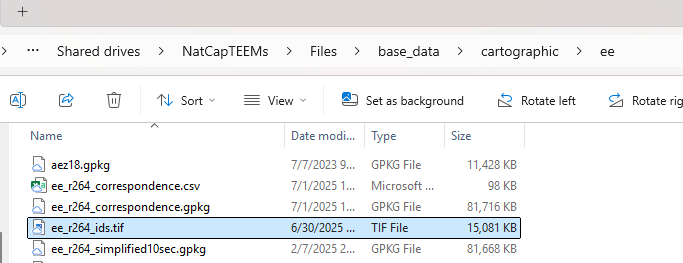 +
... Shared drives > NatCapTEEMs > Files > base_data > cartographic > ee
Sort View Set as background Rotate left Rotate rig
Name Date modi... Type Size
aez18.gpkg 7/7/2023 9... GPKG File 11,428 KB
ee_r264_correspondence.csv 7/1/2025 1... Microsoft ... 98 KB
ee_r264_correspondence.gpkg 7/1/2025 1... GPKG File 81,716 KB
ee_r264_ids.tif 6/30/2025 ... TIF File 15,081 KB
ee_r264_simplified10sec.gpkg 2/7/2025 2... GPKG File 81,668 KB